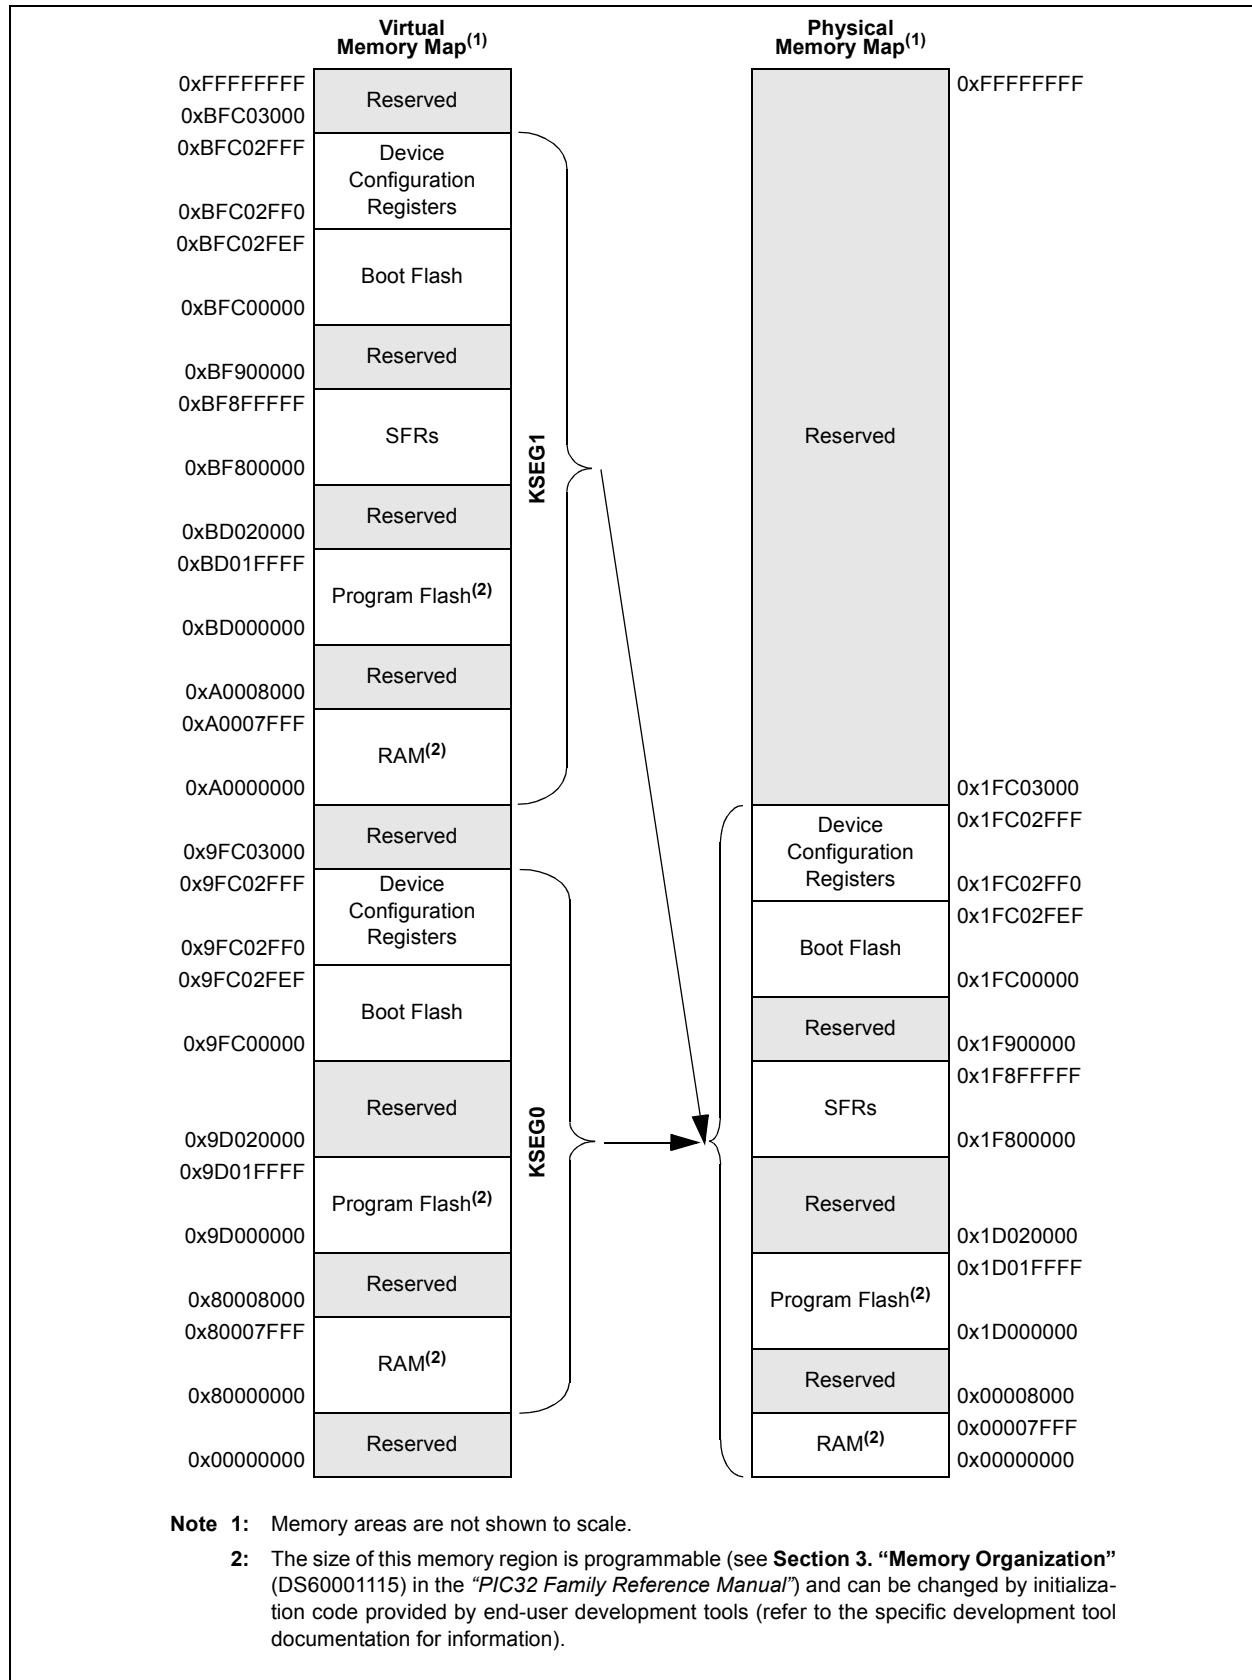 Virtual
Memory Map(1)
Physical
Memory Map(1)
0xFFFFFFFF
Reserved
0xBFC03000
0xBFC02FFF
Device
Configuration
Registers
0xBFC02FF0
0xBFC02FEF
Boot Flash
0xBFC00000
Reserved
0xBF900000
0xBF8FFFFF
SFRs
0xBF800000
Reserved
0xBD020000
0xBD01FFFF
Program Flash(2)
0xBD000000
Reserved
0xA0008000
0xA0007FFF
RAM(2)
0xA0000000
KSEG1
Reserved
0x9FC03000
0x9FC02FFF
Device
Configuration
Registers
0x9FC02FF0
0x9FC02FEF
Boot Flash
0x9FC00000
Reserved
0x9D020000
0x9D01FFFF
Program Flash(2)
0x9D000000
Reserved
0x80008000
0x80007FFF
RAM(2)
0x80000000
KSEG0
Reserved
0x00000000
0xFFFFFFFF
Reserved
0x1FC03000
0x1FC02FFF
Device
Configuration
Registers
0x1FC02FF0
0x1FC02FEF
Boot Flash
0x1FC00000
Reserved
0x1F900000
0x1F8FFFFF
SFRs
0x1F800000
Reserved
0x1D020000
0x1D01FFFF
Program Flash(2)
0x1D000000
Reserved
0x00008000
0x00007FFF
RAM(2)
0x00000000
Note 1: Memory areas are not shown to scale.
2: The size of this memory region is programmable (see Section 3. “Memory Organization”
(DS60001115) in the “PIC32 Family Reference Manual”) and can be changed by initializa-
tion code provided by end-user development tools (refer to the specific development tool
documentation for information).